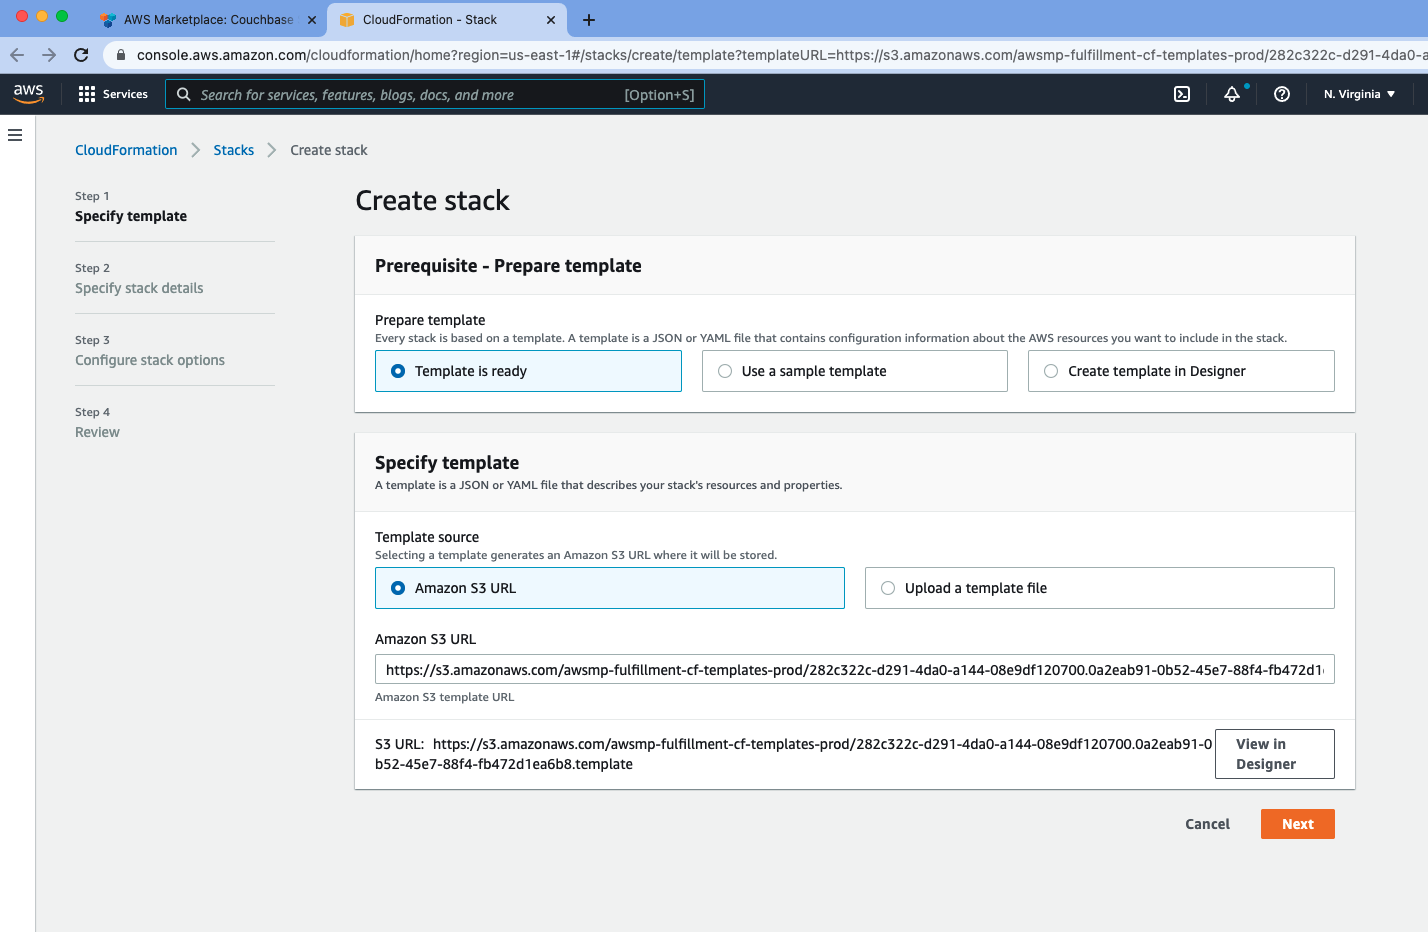 AWS Marketplace: Couchbase
CloudFormation - Stack
console.aws.amazon.com/cloudformation/home?region=us-east-1#/stacks/create/template?templateURL=https://s3.amazonaws.com/awsmp-fulfillment-cf-templates-prod/282c322c-d291-4da0-a
aws
Services
Search for services, features, blogs, docs, and more
[Option+S]
N. Virginia
CloudFormation
Stacks
Create stack
Step 1
Specify template
Step 2
Specify stack details
Step 3
Configure stack options
Step 4
Review
Create stack
Prerequisite - Prepare template
Prepare template
Every stack is based on a template. A template is a JSON or YAML file that contains configuration information about the AWS resources you want to include in the stack.
Template is ready
Use a sample template
Create template in Designer
Specify template
A template is a JSON or YAML file that describes your stack's resources and properties.
Template source
Selecting a template generates an Amazon S3 URL where it will be stored.
Amazon S3 URL
Upload a template file
Amazon S3 URL
https://s3.amazonaws.com/awsmp-fulfillment-cf-templates-prod/282c322c-d291-4da0-a144-08e9df120700.0a2eab91-0b52-45e7-88f4-fb472d1
Amazon S3 template URL
S3 URL: https://s3.amazonaws.com/awsmp-fulfillment-cf-templates-prod/282c322c-d291-4da0-a144-08e9df120700.0a2eab91-0
b52-45e7-88f4-fb472d1ea6b8.template
View in
Designer
Cancel
Next